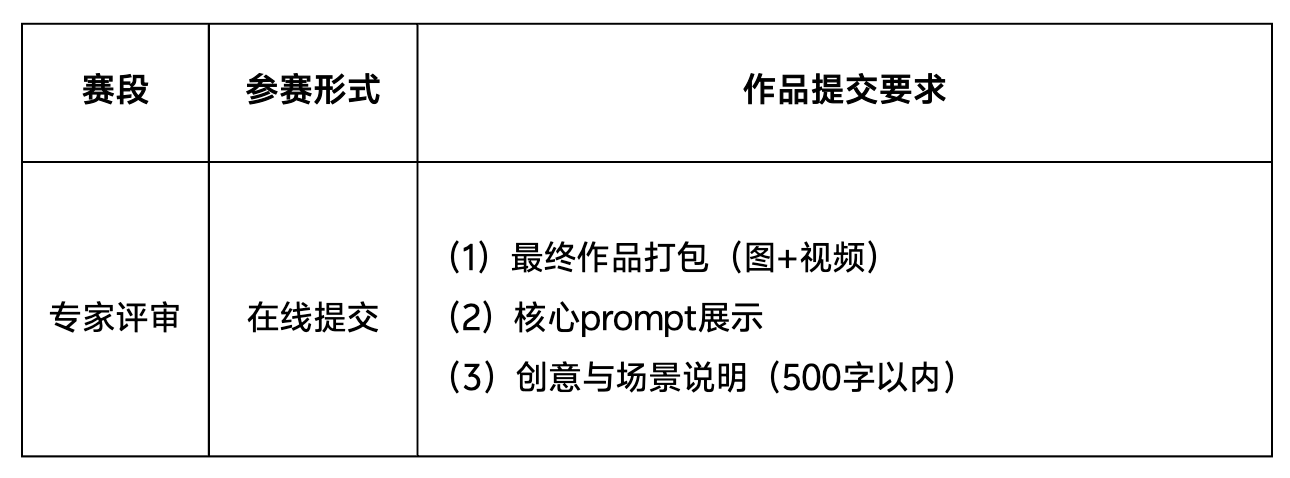 赛段
参赛形式
作品提交要求
专家评审
在线提交
（1）最终作品打包（图+视频）
（2）核心prompt展示
（3）创意与场景说明（500字以内）